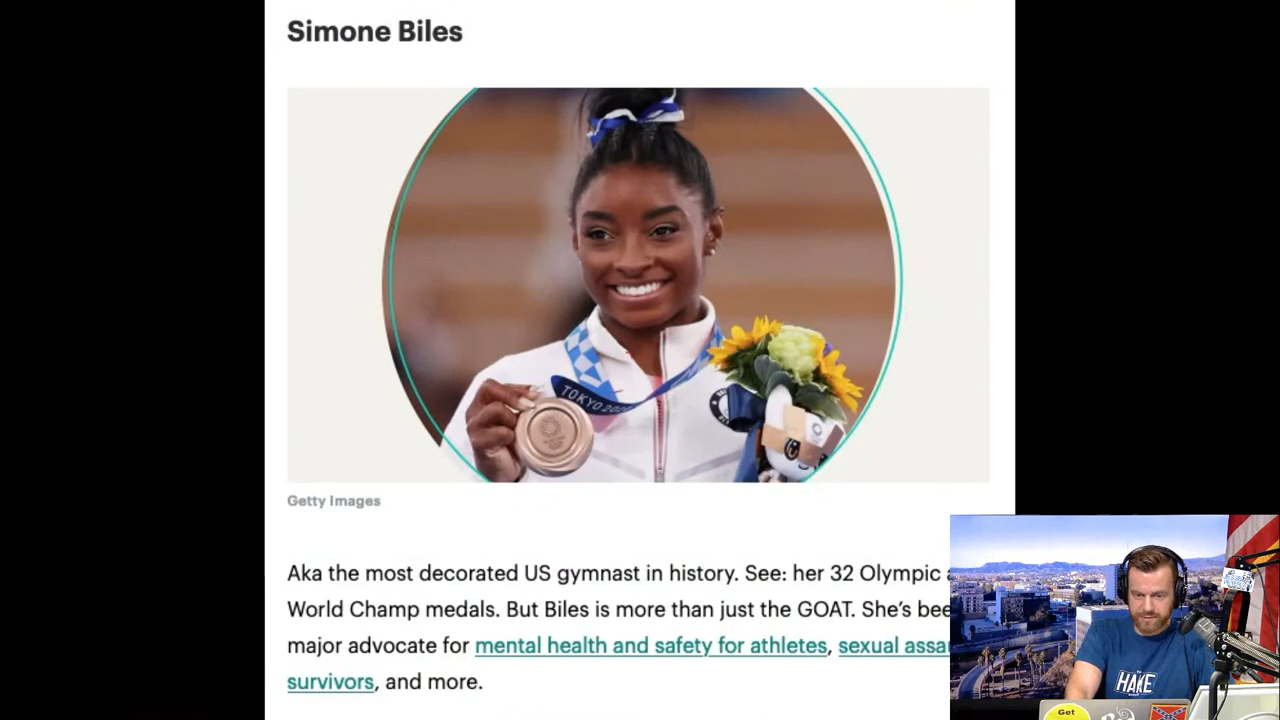 Simone Biles
TOKYO 202
Getty Images
Aka the most decorated US gymnast in history. See: her 32 Olympic
World Champ medals. But Biles is more than just the GOAT. She's bee
major advocate for mental health and safety for athletes, sexual assau
survivors, and more.
HAKE
Get